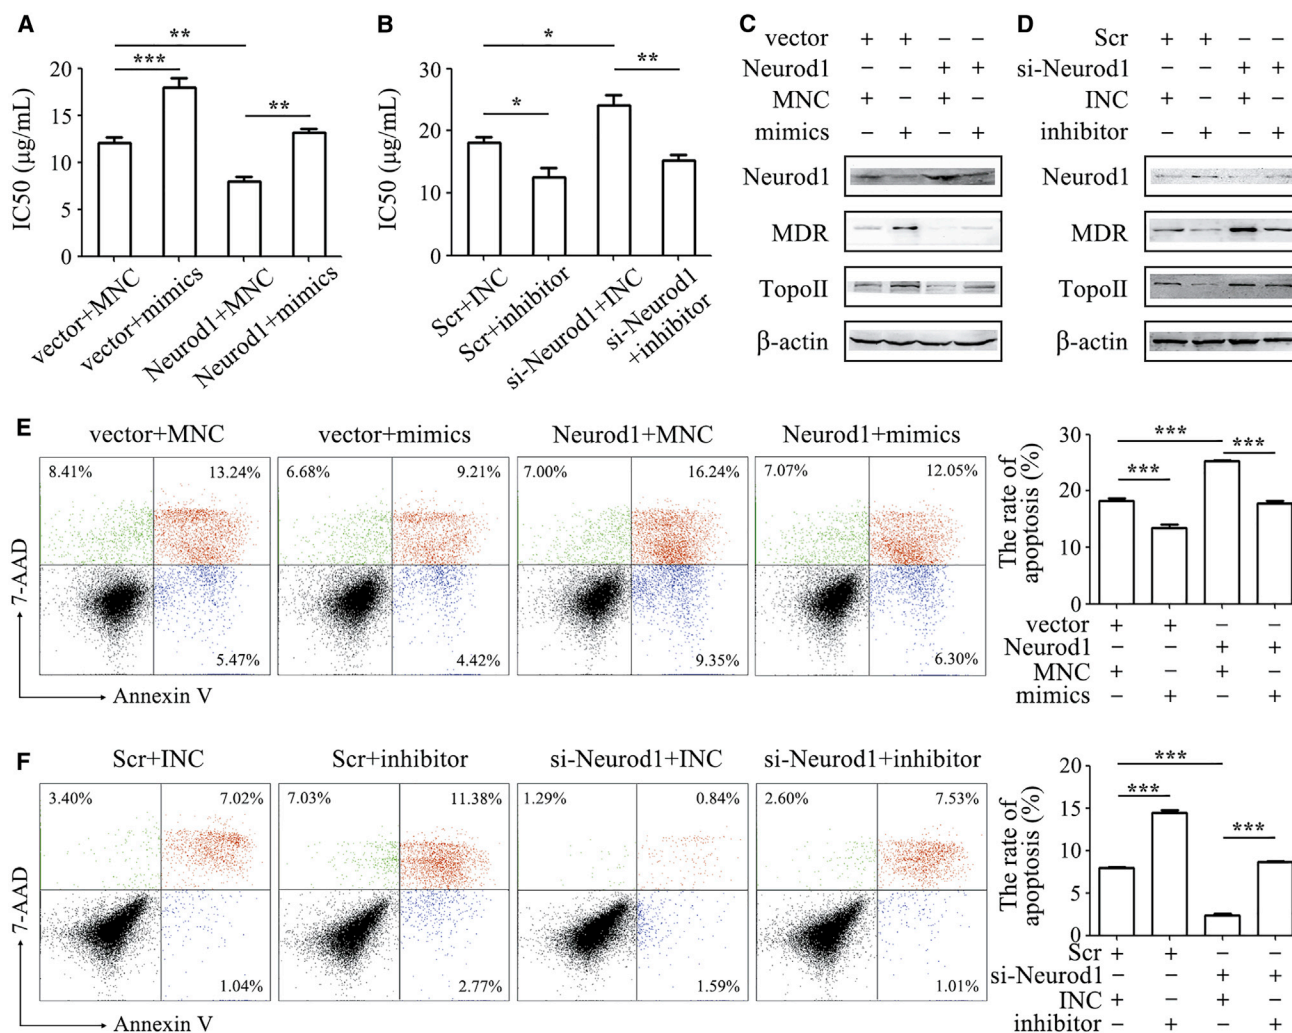 A
**
***
**
20
15
10
5
0
IC50 (μg/mL)
vector+MNC
vector+mimics
Neurod1+MNC
Neurod1+mimics
B
*
*
**
30
20
10
0
IC50 (μg/mL)
Scr+INC
Scr+inhibitor
si-Neurod1+INC
si-Neurod1
+inhibitor
C
vector + + − −
Neurod1 − − + +
MNC + − + −
mimics − + − +
Neurod1
MDR
TopoII
β-actin
D
Scr + + − −
si-Neurod1 − − + +
INC + − + −
inhibitor − + − +
Neurod1
MDR
TopoII
β-actin
E
vector+MNC
8.41% 13.24%
5.47%
vector+mimics
6.68% 9.21%
4.42%
Neurod1+MNC
7.00% 16.24%
9.35%
Neurod1+mimics
7.07% 12.05%
6.30%
7-AAD
Annexin V
The rate of
apoptosis (%)
30
20
10
0
***
***
***
vector + + − −
Neurod1 − − + +
MNC + − + −
mimics − + − +
F
Scr+INC
3.40% 7.02%
1.04%
Scr+inhibitor
7.03% 11.38%
2.77%
si-Neurod1+INC
1.29% 0.84%
1.59%
si-Neurod1+inhibitor
2.60% 7.53%
1.01%
7-AAD
Annexin V
The rate of
apoptosis (%)
20
15
10
5
0
***
***
***
Scr + + − −
si-Neurod1 − − + +
INC + − + −
inhibitor − + − +